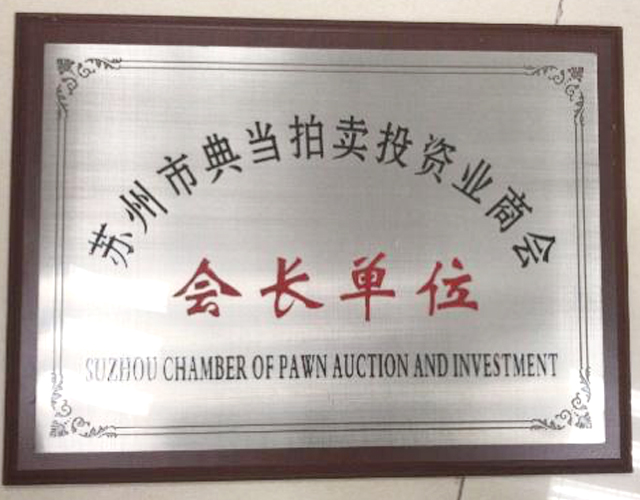 苏州市典当拍卖投资业商会
会长单位
SUZHOU CHAMBER OF PAWN AUCTION AND INVESTMENT